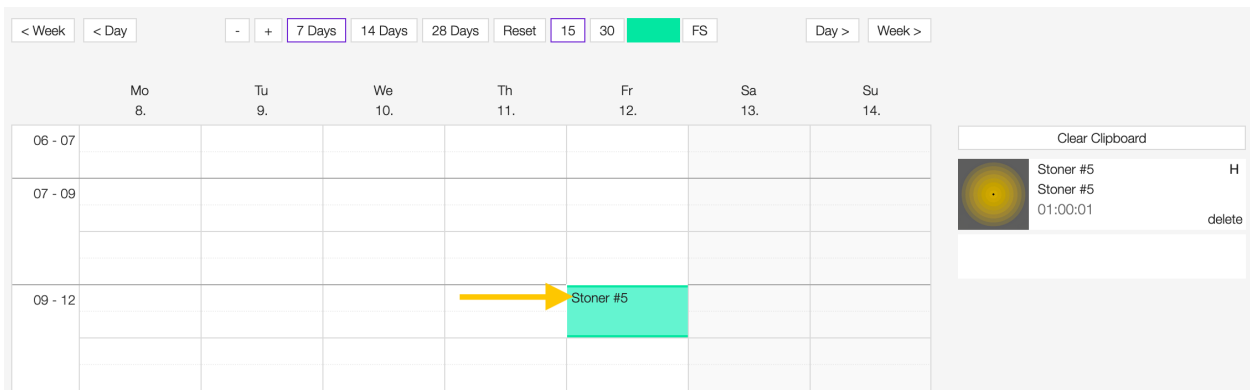 < Week < Day - + 7 Days 14 Days 28 Days Reset 15 30 FS Day > Week >
Mo Tu We Th Fr Sa Su
8. 9. 10. 11. 12. 13. 14.
06 - 07
Clear Clipboard
Stoner #5 H
07 - 09
Stoner #5
01:00:01
delete
09 - 12
Stoner #5